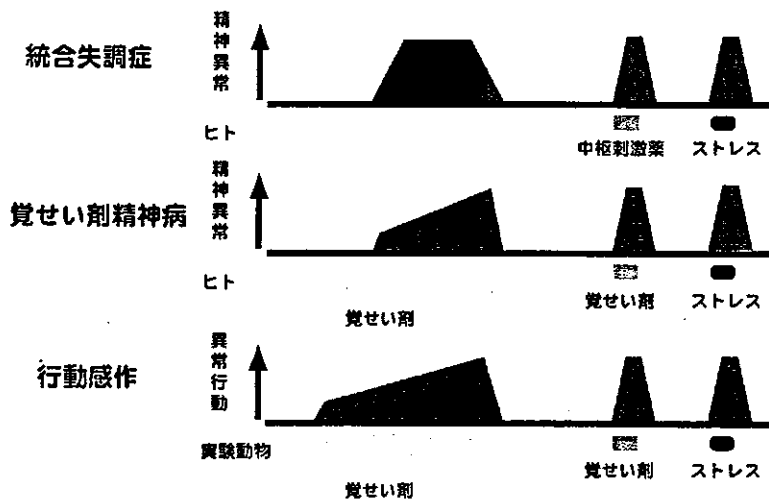 統合失調症
精神異常
ヒト
中枢刺激薬
ストレス
覚せい剤精神病
精神異常
ヒト
覚せい剤
ストレス
覚せい剤
行動感作
異常行動
実験動物
覚せい剤
ストレス
覚せい剤